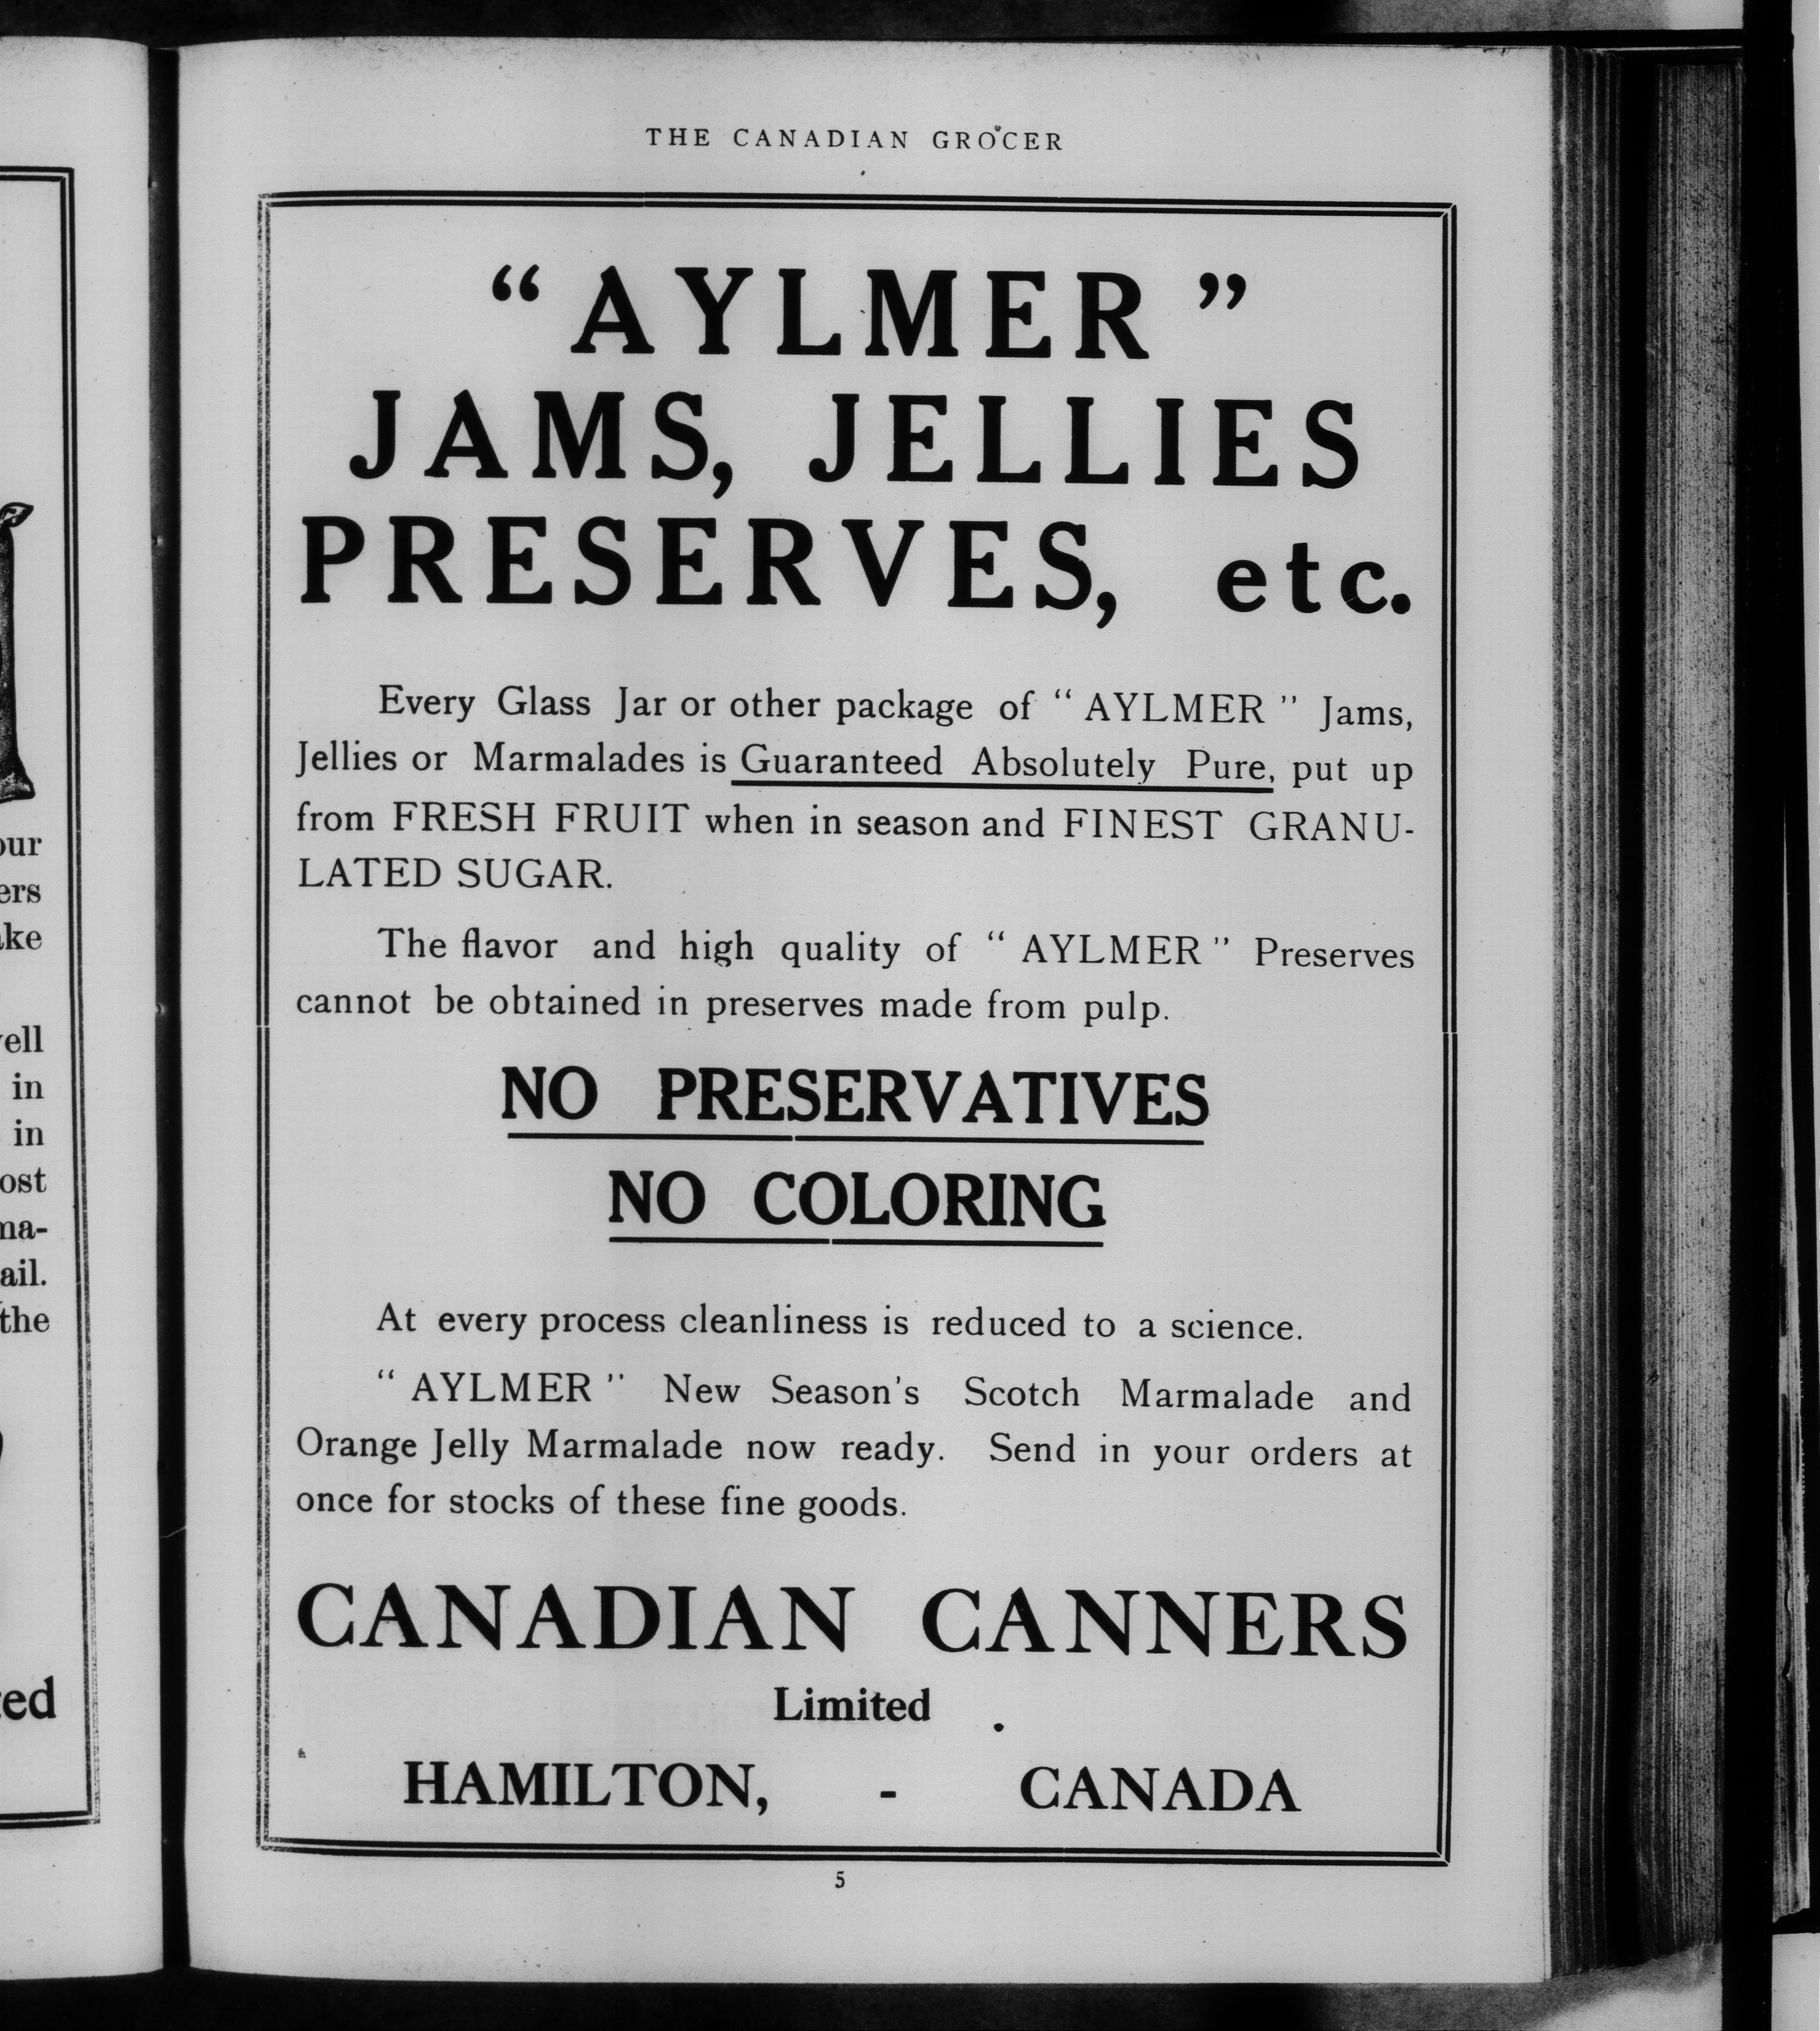 our
ers
ake
well
in
in
ost
ma-
ail.
the
ed
THE CANADIAN GROCER
"AYLMER"
JAMS, JELLIES
PRESERVES, etc.
Every Glass Jar or other package of "AYLMER" Jams,
Jellies or Marmalades is Guaranteed Absolutely Pure, put up
from FRESH FRUIT when in season and FINEST GRANU-
LATED SUGAR.
The flavor and high quality of "AYLMER" Preserves
cannot be obtained in preserves made from pulp.
NO PRESERVATIVES
NO COLORING
At every process cleanliness is reduced to a science.
"AYLMER" New Season's Scotch Marmalade and
Orange Jelly Marmalade now ready. Send in your orders at
once for stocks of these fine goods.
CANADIAN CANNERS
Limited
HAMILTON, - CANADA
5